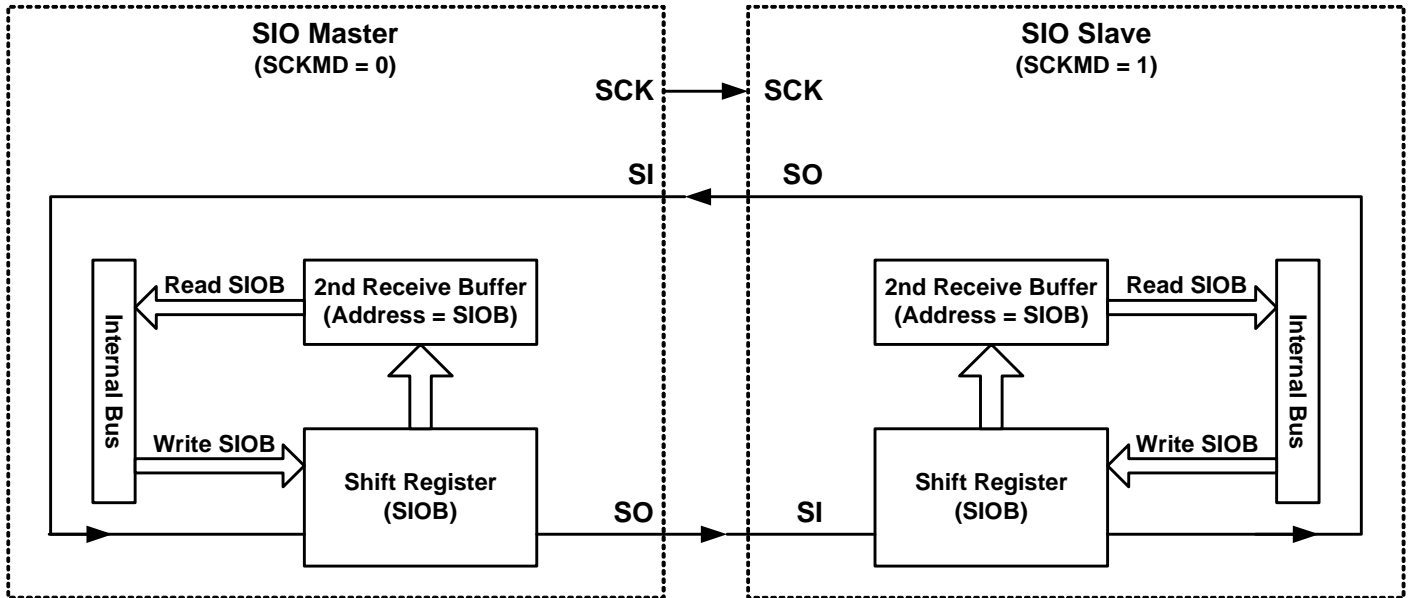 SIO Master
(SCKMD = 0)
SIO Slave
(SCKMD = 1)
SCK
SCK
SI
SO
Read SIOB
2nd Receive Buffer
(Address = SIOB)
2nd Receive Buffer
(Address = SIOB)
Read SIOB
Internal Bus
Internal Bus
Write SIOB
Shift Register
(SIOB)
Shift Register
(SIOB)
Write SIOB
SO
SI